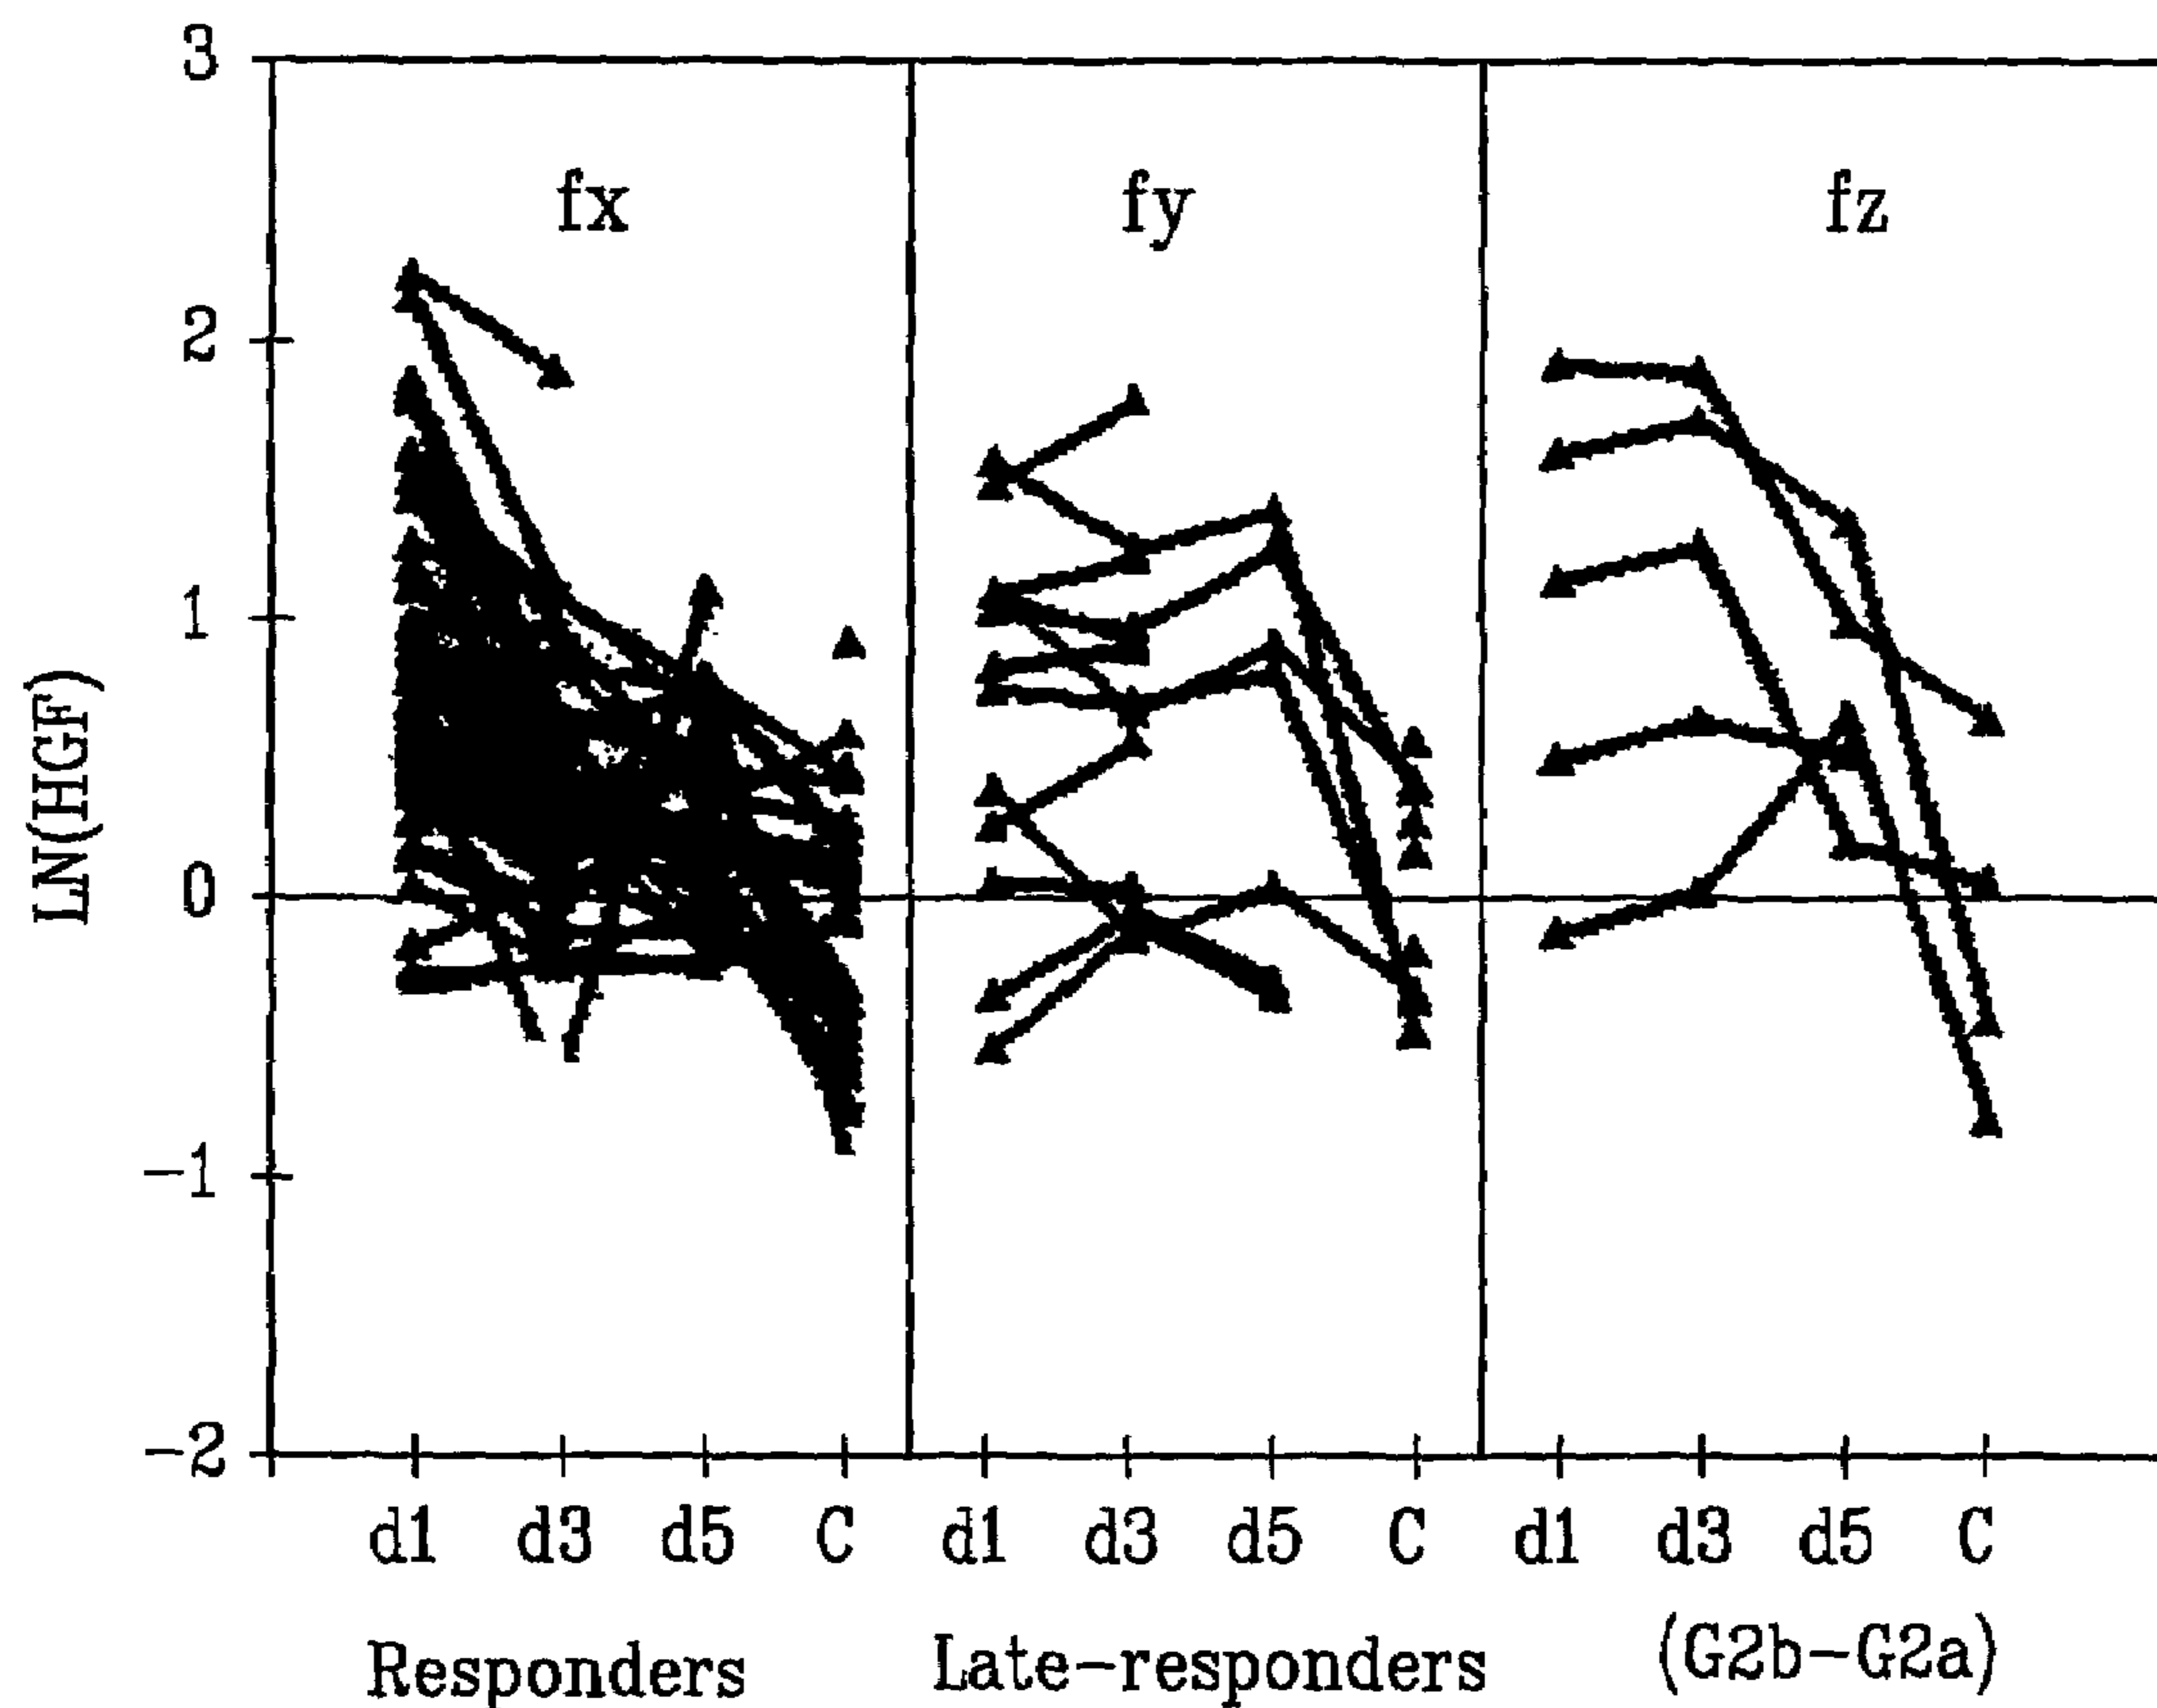 3
fx
fy
fz
2
1
LN(HGF)
0
-1
-2
d1 d3 d5 C d1 d3 d5 C d1 d3 d5 C
Responders Late-responders (G2b-G2a)